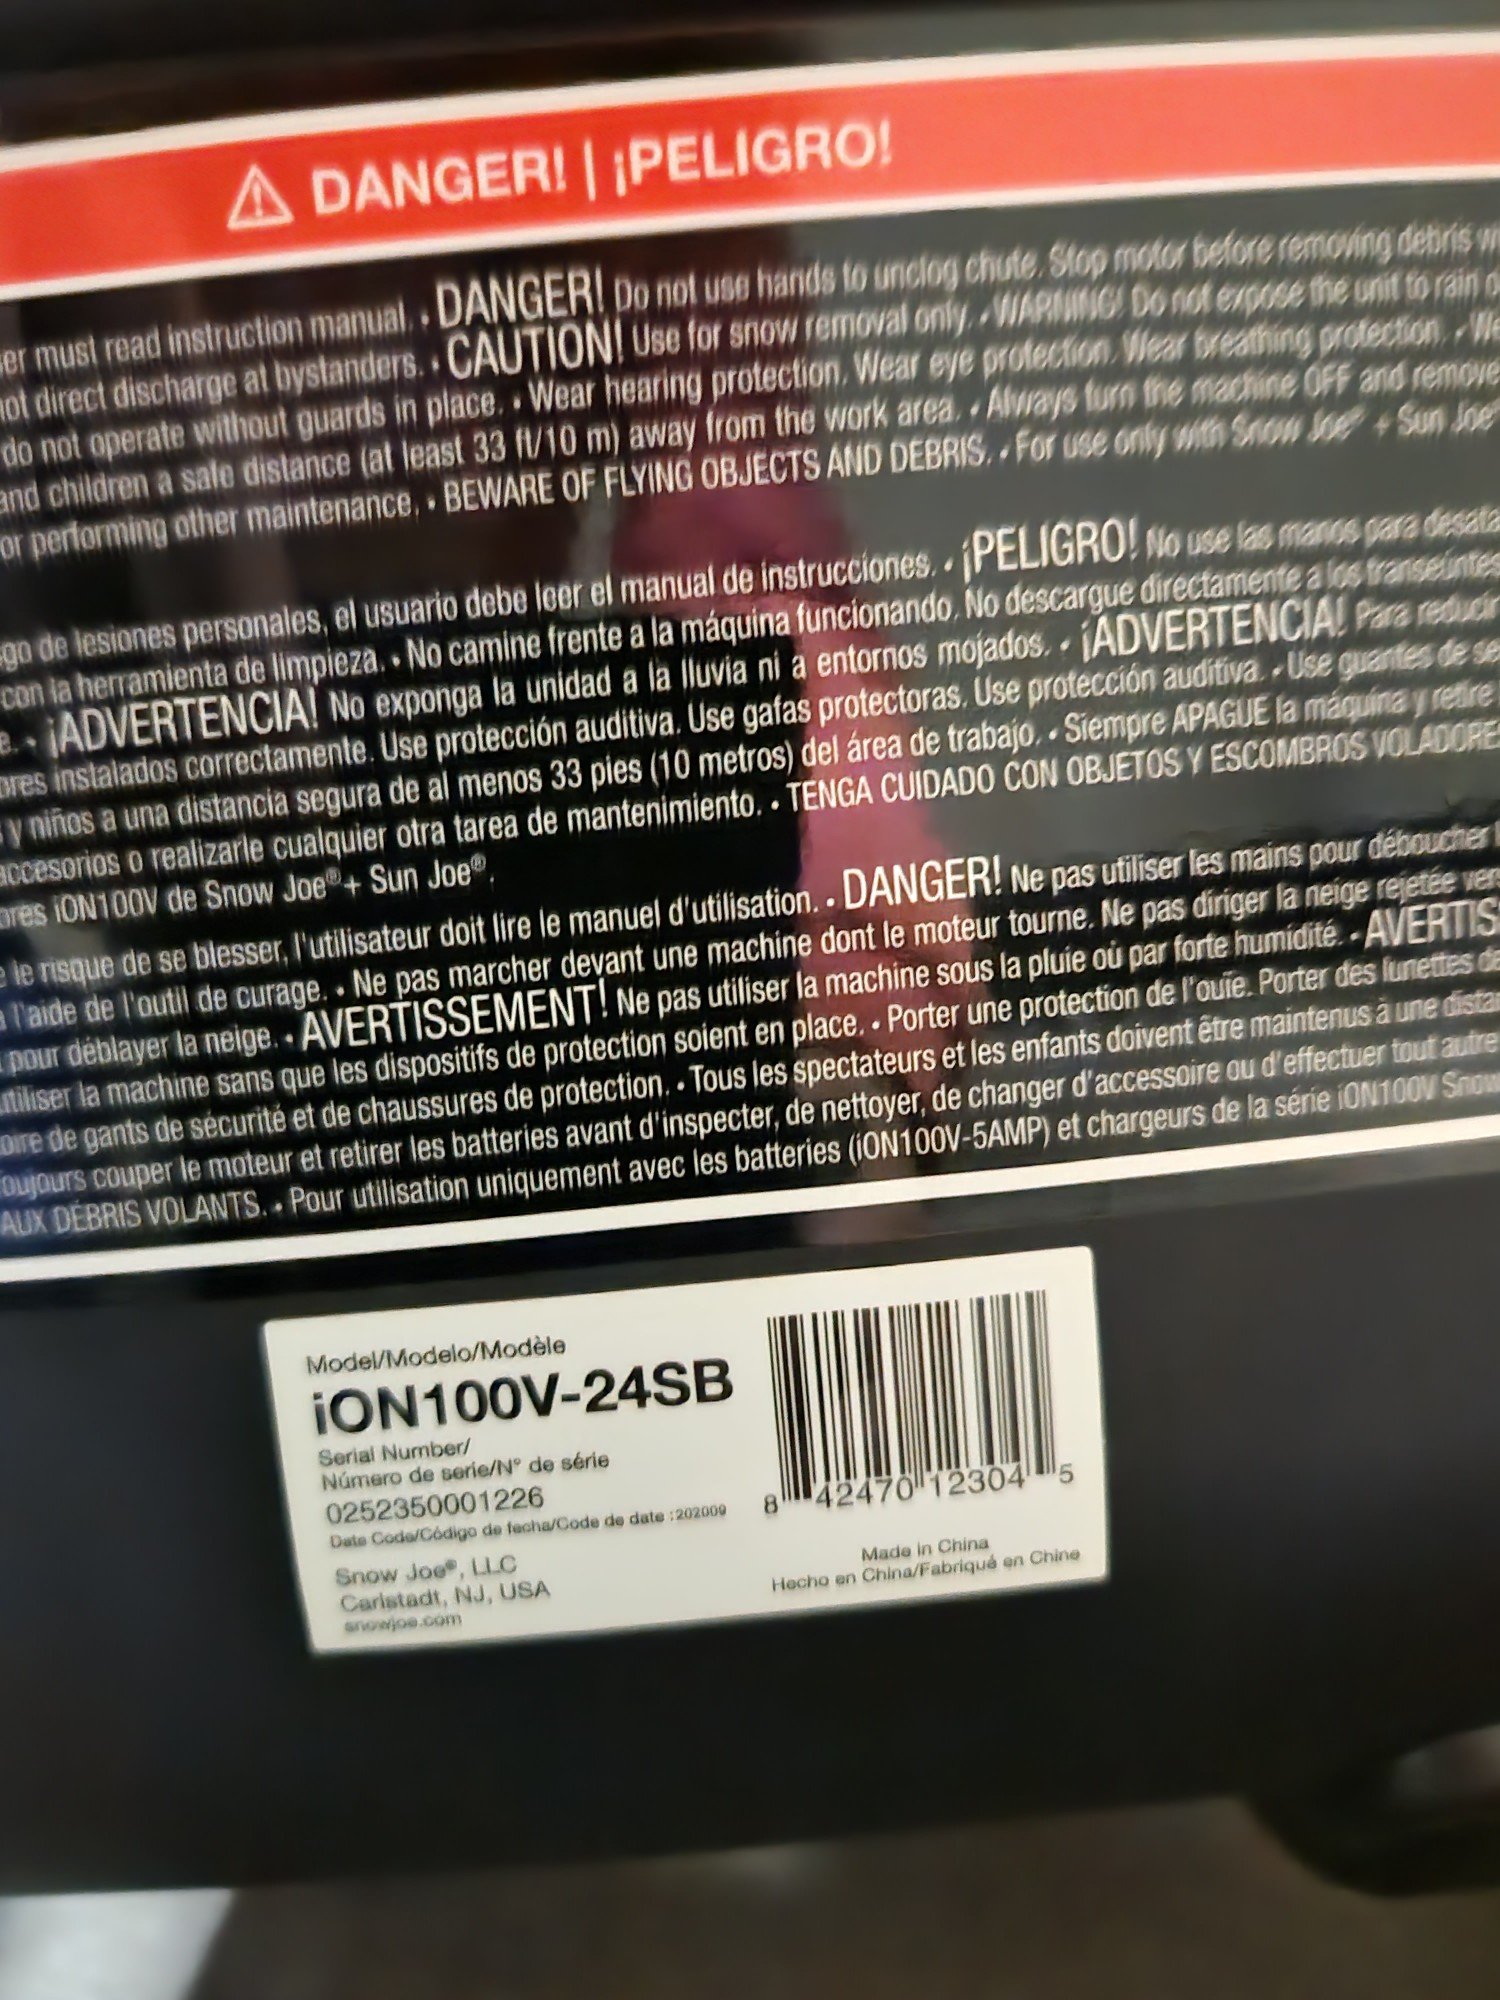 DANGER! | ¡PELIGRO!
er must read instruction manual. • DANGER! Do not use hands to unclog chute. Stop motor before removing debris
not direct discharge at bystanders. • CAUTION! Use for snow removal only. • WARNING! Do not expose the unit to rain
do not operate without guards in place. • Wear hearing protection. Wear eye protection. Wear breathing protection. •
and children a safe distance (at least 33 ft/10 m) away from the work area. • Always turn the machine OFF and remove
or performing other maintenance. • BEWARE OF FLYING OBJECTS AND DEBRIS. • For use only with Snow Joe® + Sun Joe®
go de lesiones personales, el usuario debe leer el manual de instrucciones. • ¡PELIGRO! No use las manos para
con la herramienta de limpieza. • No camine frente a la máquina funcionando. No descargue directamente a los transeúntes
e. • ¡ADVERTENCIA! No exponga la unidad a la lluvia ni a entornos mojados. • ¡ADVERTENCIA! Para reducir
ores instalados correctamente. Use protección auditiva. Use gafas protectoras. Use protección auditiva. • Use guantes de
y niños a una distancia segura de al menos 33 pies (10 metros) del área de trabajo. • Siempre APAGUE la máquina y retire
accesorios o realizarle cualquier otra tarea de mantenimiento. • TENGA CUIDADO CON OBJETOS Y ESCOMBROS VOLADORE
ores iON100V de Snow Joe® + Sun Joe®.
e le risque de se blesser, l'utilisateur doit lire le manuel d'utilisation. • DANGER! Ne pas utiliser les mains pour déboucher
à l'aide de l'outil de curage. • Ne pas marcher devant une machine dont le moteur tourne. Ne pas diriger la neige rejetée
pour déblayer la neige. • AVERTISSEMENT! Ne pas utiliser la machine sous la pluie où par forte humidité. • AVERTIS
utiliser la machine sans que les dispositifs de protection soient en place. • Porter une protection de l'ouïe. Porter des lunettes
oire de gants de sécurité et de chaussures de protection. • Tous les spectateurs et les enfants doivent être maintenus à une
oujours couper le moteur et retirer les batteries avant d'inspecter, de nettoyer, de changer d'accessoire ou d'effectuer tout autre
AUX DÉBRIS VOLANTS. • Pour utilisation uniquement avec les batteries (iON100V-5AMP) et chargeurs de la série iON100V Snow
Model/Modelo/Modèle
iON100V-24SB
Serial Number/
Número de serie/N° de série
0252350001226
Date Code/Código de fecha/Code de date :202009
Snow Joe®, LLC
Carlstadt, NJ, USA
snowjoe.com
8 42470 12304 5
Made in China
Hecho en China/Fabriqué en Chine